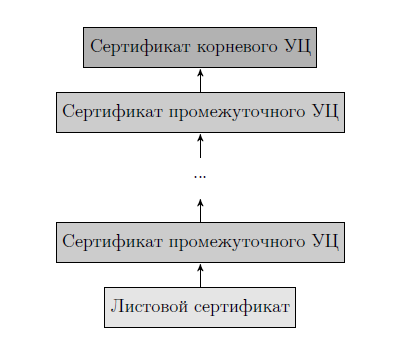 Сертификат корневого УЦ
Сертификат промежуточного УЦ
...
Сертификат промежуточного УЦ
Листовой сертификат